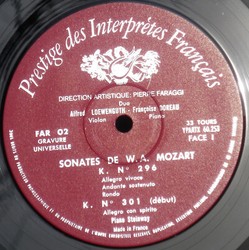 Prestige des Interprétes Français
DIRECTION ARTISTIQUE: PIERRE FARAGGI
Duo
Alfred LOEWENGUTH - Françoise DOREAU
Violon Piano
FAR 02
GRAVURE
UNIVERSELLE
33 TOURS
FACE 1
SONATES DE W. A. MOZART
K. N° 296
Allegro vivace
Andante sostenuto
Rondo
K. N° 301 (début)
Allegro con spirito
Piano Steinway
Made in France